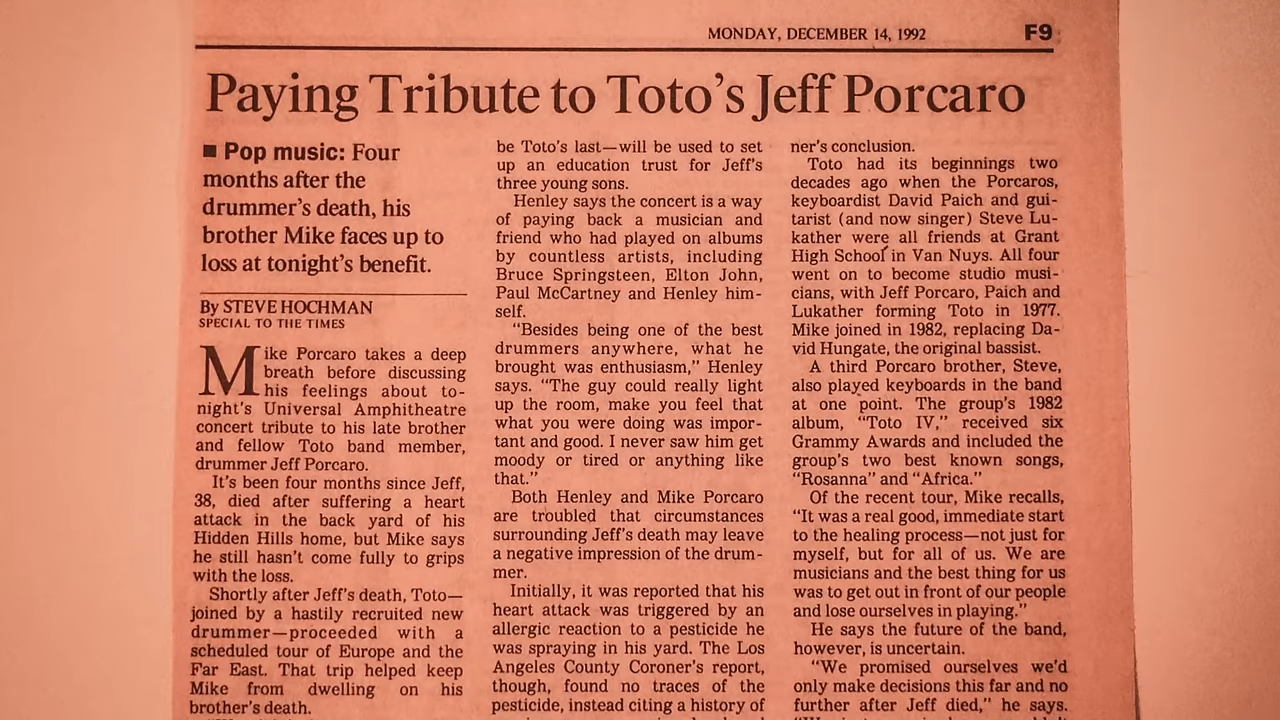 MONDAY, DECEMBER 14, 1992
F9
Paying Tribute to Toto's Jeff Porcaro
■ Pop music: Four
months after the
drummer's death, his
brother Mike faces up to
loss at tonight's benefit.
By STEVE HOCHMAN
SPECIAL TO THE TIMES
Mike Porcaro takes a deep
breath before discussing
his feelings about to-
night's Universal Amphitheatre
concert tribute to his late brother
and fellow Toto band member,
drummer Jeff Porcaro.
It's been four months since Jeff,
38, died after suffering a heart
attack in the back yard of his
Hidden Hills home, but Mike says
he still hasn't come fully to grips
with the loss.
Shortly after Jeff's death, Toto—
joined by a hastily recruited new
drummer—proceeded with a
scheduled tour of Europe and the
Far East. That trip helped keep
Mike from dwelling on his
brother's death.
be Toto's last—will be used to set
up an education trust for Jeff's
three young sons.
Henley says the concert is a way
of paying back a musician and
friend who had played on albums
by countless artists, including
Bruce Springsteen, Elton John,
Paul McCartney and Henley him-
self.
"Besides being one of the best
drummers anywhere, what he
brought was enthusiasm," Henley
says. "The guy could really light
up the room, make you feel that
what you were doing was impor-
tant and good. I never saw him get
moody or tired or anything like
that."
Both Henley and Mike Porcaro
are troubled that circumstances
surrounding Jeff's death may leave
a negative impression of the drum-
mer.
Initially, it was reported that his
heart attack was triggered by an
allergic reaction to a pesticide he
was spraying in his yard. The Los
Angeles County Coroner's report,
though, found no traces of the
pesticide, instead citing a history of
ner's conclusion.
Toto had its beginnings two
decades ago when the Porcaros,
keyboardist David Paich and gui-
tarist (and now singer) Steve Lu-
kather were all friends at Grant
High School in Van Nuys. All four
went on to become studio musi-
cians, with Jeff Porcaro, Paich and
Lukather forming Toto in 1977.
Mike joined in 1982, replacing Da-
vid Hungate, the original bassist.
A third Porcaro brother, Steve,
also played keyboards in the band
at one point. The group's 1982
album, "Toto IV," received six
Grammy Awards and included the
group's two best known songs,
"Rosanna" and "Africa."
Of the recent tour, Mike recalls,
"It was a real good, immediate start
to the healing process—not just for
myself, but for all of us. We are
musicians and the best thing for us
was to get out in front of our people
and lose ourselves in playing."
He says the future of the band,
however, is uncertain.
"We promised ourselves we'd
only make decisions this far and no
further after Jeff died," he says.